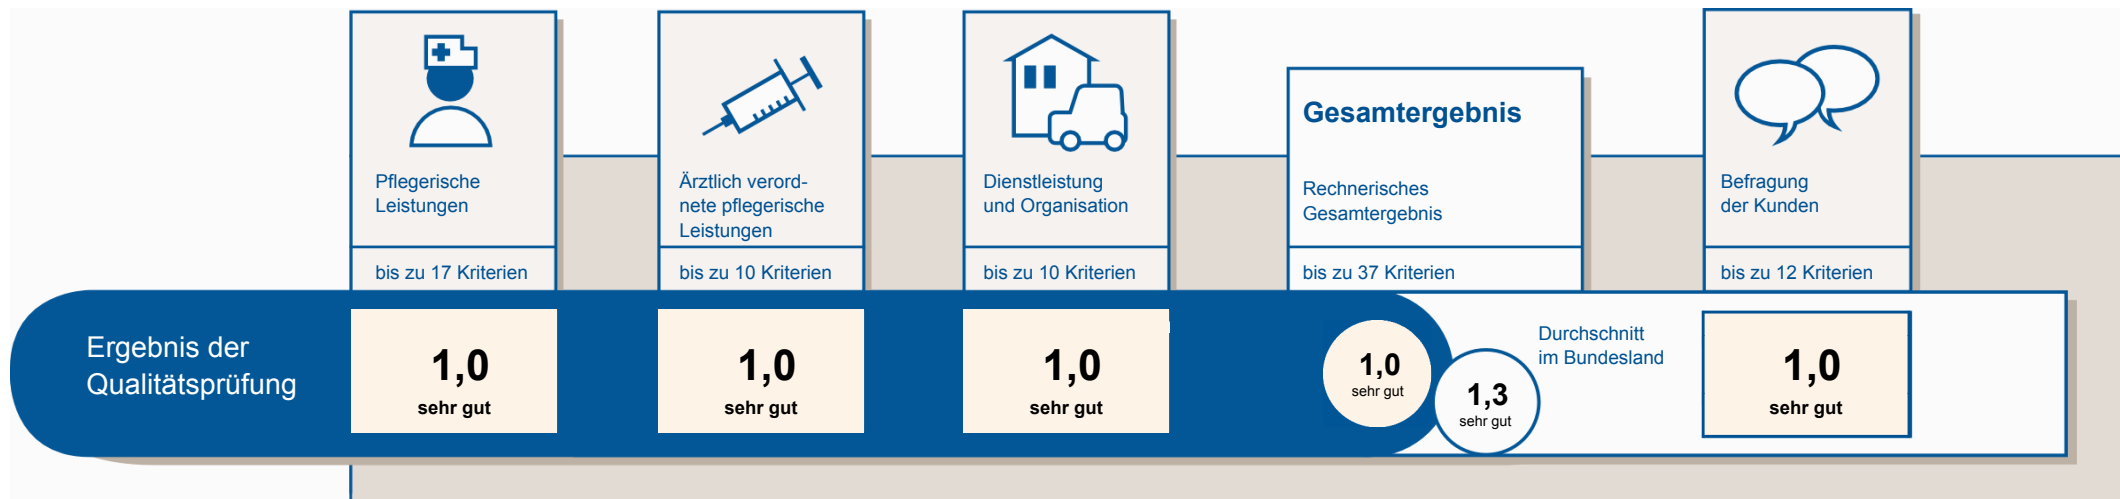 Pflegerische
Leistungen
bis zu 17 Kriterien
Ärztlich verord-
nete pflegerische
Leistungen
bis zu 10 Kriterien
Dienstleistung
und Organisation
bis zu 10 Kriterien
Gesamtergebnis
Rechnerisches
Gesamtergebnis
bis zu 37 Kriterien
Befragung
der Kunden
bis zu 12 Kriterien
Ergebnis der
Qualitätsprüfung
1,0
sehr gut
1,0
sehr gut
1,0
sehr gut
1,0
sehr gut
1,3
sehr gut
Durchschnitt
im Bundesland
1,0
sehr gut